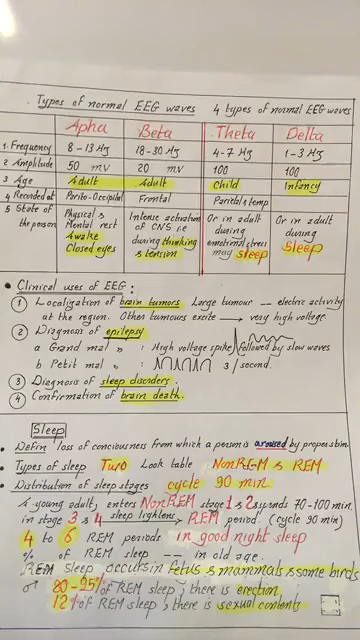 Types of normal EEG waves 4 types of normal EEG waves
Apha Beta Theta Delta
1. Frequency 8-13 Hz 18-30 Hz 4-7 Hz 1-3 Hz
2 Amplitude 50 mv 20 mv 100 100
3 Age Adult Adult Child Infancy
4 Recorded at Parito-Occipital Frontal Parietal & temp
5 State of the person Physical & Mental rest Awake Closed eyes Intense activation of CNS i.e during thinking & tension Or in adult during emotional stress may sleep Or in adult during Sleep
• Clinical uses of EEG:
① Localization of brain tumors. Large tumour -- electric activity
at the region. Other tumours excite → very high voltage.
② Diagnosis of epilepsy
a Grand mal " : High voltage spike followed by slow waves
b Petit mal " : 3/second.
③ Diagnosis of sleep disorders.
④ Confirmation of brain death.
Sleep
• Defin loss of conciousness from which a person is aroused by proper stim.
• Types of sleep Two Look table NonREM & REM
• Distribution of sleep stages cycle 90 min.
A young adult, enters NonREM stage 1 & 2 spends 70-100 min.
in stage 3 & 4 sleep lightens, REM period. (cycle 90 min)
4 to 6 REM periods in good night sleep
% of REM sleep --- in old age.
REM sleep occurs in fetus & mammals & some birds
80-95% of REM sleep, there is erection
12% of REM sleep, there is sexual contents